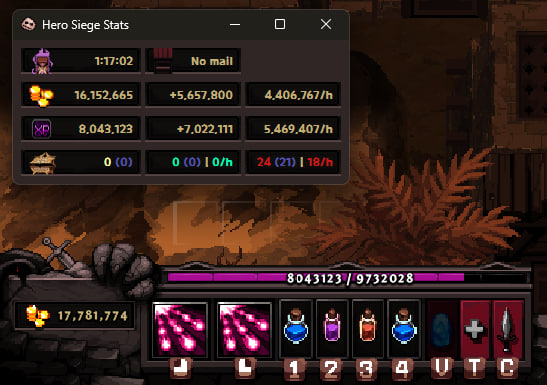 Hero Siege Stats
1:17:02 No mail
16,152,665 +5,657,800 4,406,767/h
XP 8,043,123 +7,022,111 5,469,407/h
0 (0) 0 (0) | 0/h 24 (21) | 18/h
8043123 / 9732028
17,781,774
1 2 3 4 V T C